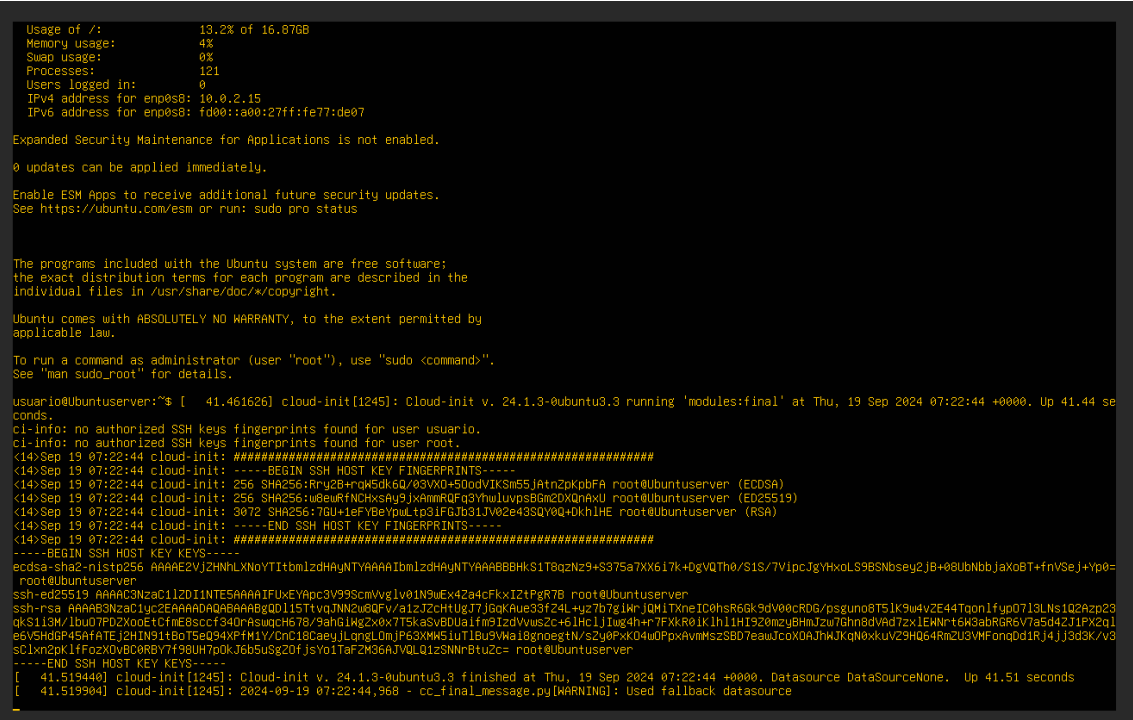 Usage of /: 13.2% of 16.87GB
Memory usage: 4%
Swap usage: 0%
Processes: 121
Users logged in: 0
IPv4 address for enp0s8: 10.0.2.15
IPv6 address for enp0s8: fd00::a00:27ff:fe77:de07
Expanded Security Maintenance for Applications is not enabled.
0 updates can be applied immediately.
Enable ESM Apps to receive additional future security updates.
See https://ubuntu.com/esm or run: sudo pro status
The programs included with the Ubuntu system are free software;
the exact distribution terms for each program are described in the
individual files in /usr/share/doc/*/copyright.
Ubuntu comes with ABSOLUTELY NO WARRANTY, to the extent permitted by
applicable law.
To run a command as administrator (user "root"), use "sudo <command>".
See "man sudo_root" for details.
usuario@Ubuntuserver:~$ [   41.461626] cloud-init[1245]: Cloud-init v. 24.1.3-0ubuntu3.3 running 'modules:final' at Thu, 19 Sep 2024 07:22:44 +0000. Up 41.44 se
conds.
ci-info: no authorized SSH keys fingerprints found for user usuario.
ci-info: no authorized SSH keys fingerprints found for user root.
<14>Sep 19 07:22:44 cloud-init: #############################################################
<14>Sep 19 07:22:44 cloud-init: -----BEGIN SSH HOST KEY FINGERPRINTS-----
<14>Sep 19 07:22:44 cloud-init: 256 SHA256:Rry2B+rqW5dk6Q/03VXO+5OodVIKSm55jAtnZpKpbFA root@Ubuntuserver (ECDSA)
<14>Sep 19 07:22:44 cloud-init: 256 SHA256:w8ewRfNCHxsAy9jxAmmRQFq3YhwluvpsBGm2DXQnAxU root@Ubuntuserver (ED25519)
<14>Sep 19 07:22:44 cloud-init: 3072 SHA256:7GU+1eFYBeYpwLtp3iFGJb31JV02e43SQY0Q+DkhlHE root@Ubuntuserver (RSA)
<14>Sep 19 07:22:44 cloud-init: -----END SSH HOST KEY FINGERPRINTS-----
<14>Sep 19 07:22:44 cloud-init: #############################################################
-----BEGIN SSH HOST KEY KEYS-----
ecdsa-sha2-nistp256
root@Ubuntuserver
ssh-ed25519 AAAAC3NzaC1lZDI1NTE5AAAAIFUxEYApc3V99ScmVvglv01N9wEx4Za4cFkxIZtPgR7B root@Ubuntuserver
ssh-rsa
root@Ubuntuserver
-----END SSH HOST KEY KEYS-----
[   41.519440] cloud-init[1245]: Cloud-init v. 24.1.3-0ubuntu3.3 finished at Thu, 19 Sep 2024 07:22:44 +0000. Datasource DataSourceNone.  Up 41.51 seconds
[   41.519904] cloud-init[1245]: 2024-09-19 07:22:44,968 - cc_final_message.py[WARNING]: Used fallback datasource